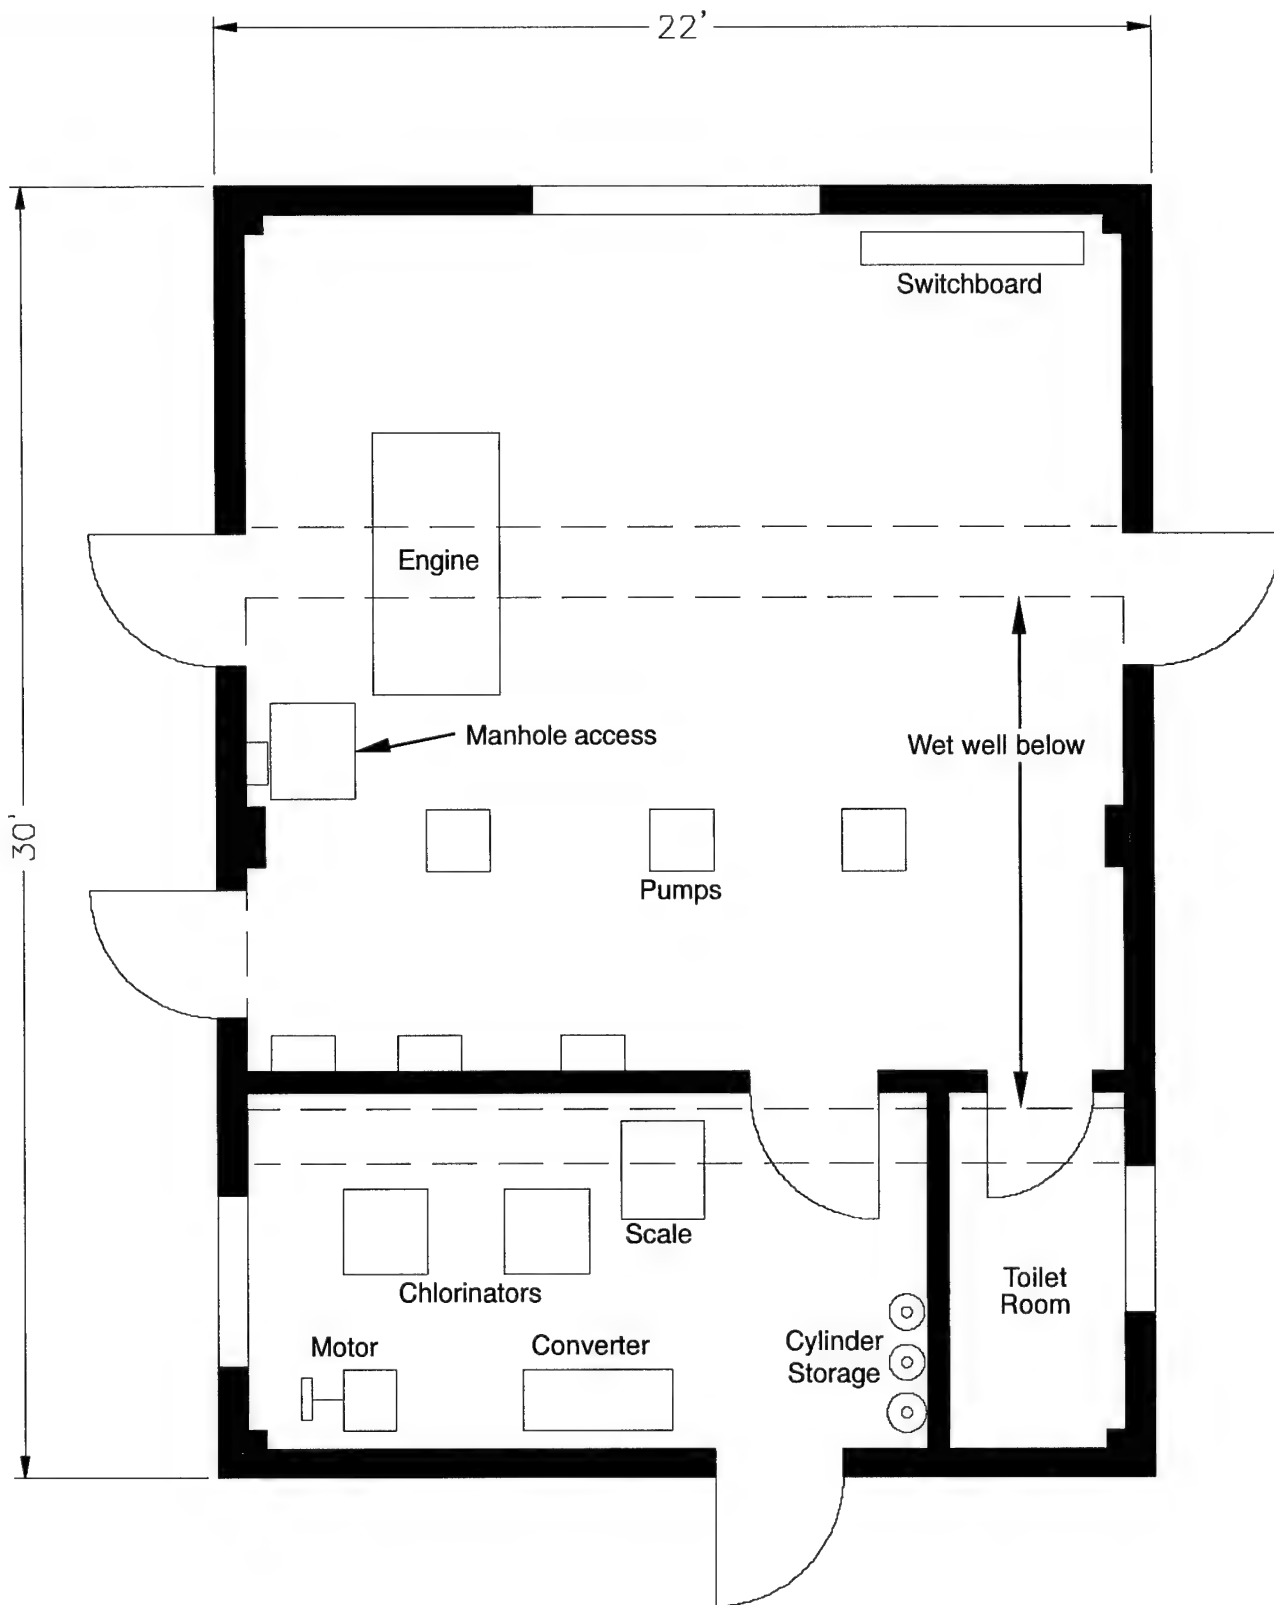 22'
Switchboard
Engine
Manhole access
Wet well below
30'
Pumps
Scale
Chlorinators
Toilet
Room
Motor
Converter
Cylinder
Storage